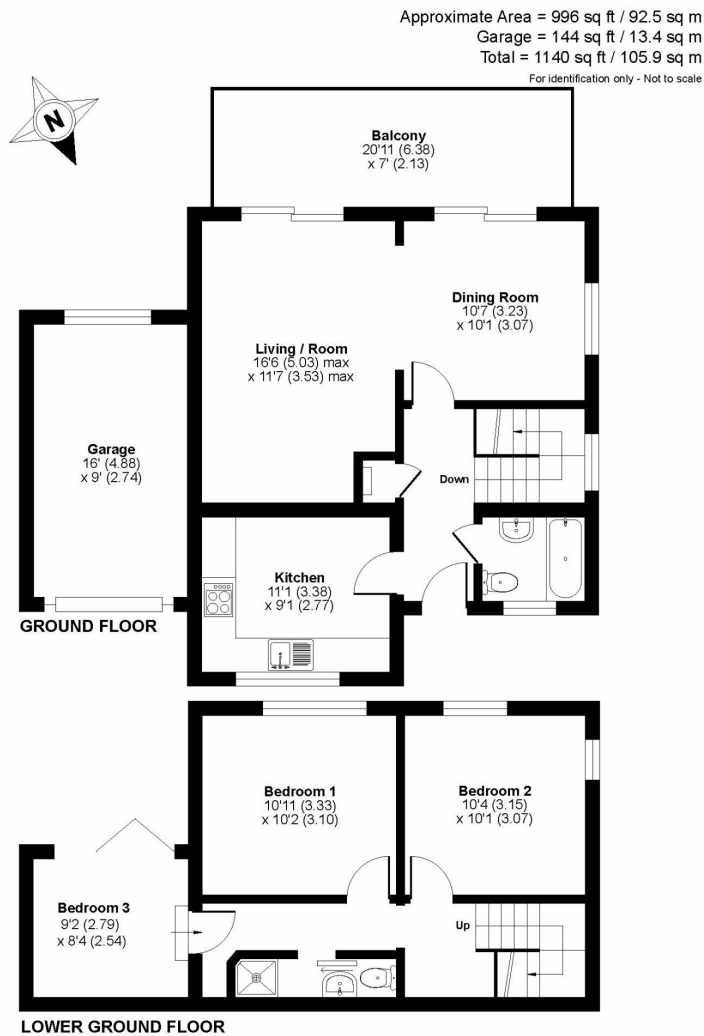 Approximate Area = 996 sq ft / 92.5 sq m
Garage = 144 sq ft / 13.4 sq m
Total = 1140 sq ft / 105.9 sq m
For identification only - Not to scale
N
Balcony
20'11 (6.38)
x 7' (2.13)
Dining Room
10'7 (3.23)
x 10'1 (3.07)
Living / Room
16'6 (5.03) max
x 11'7 (3.53) max
Garage
16' (4.88)
x 9' (2.74)
Down
Kitchen
11'1 (3.38)
x 9'1 (2.77)
GROUND FLOOR
Bedroom 1
10'11 (3.33)
x 10'2 (3.10)
Bedroom 2
10'4 (3.15)
x 10'1 (3.07)
Bedroom 3
9'2 (2.79)
x 8'4 (2.54)
Up
LOWER GROUND FLOOR